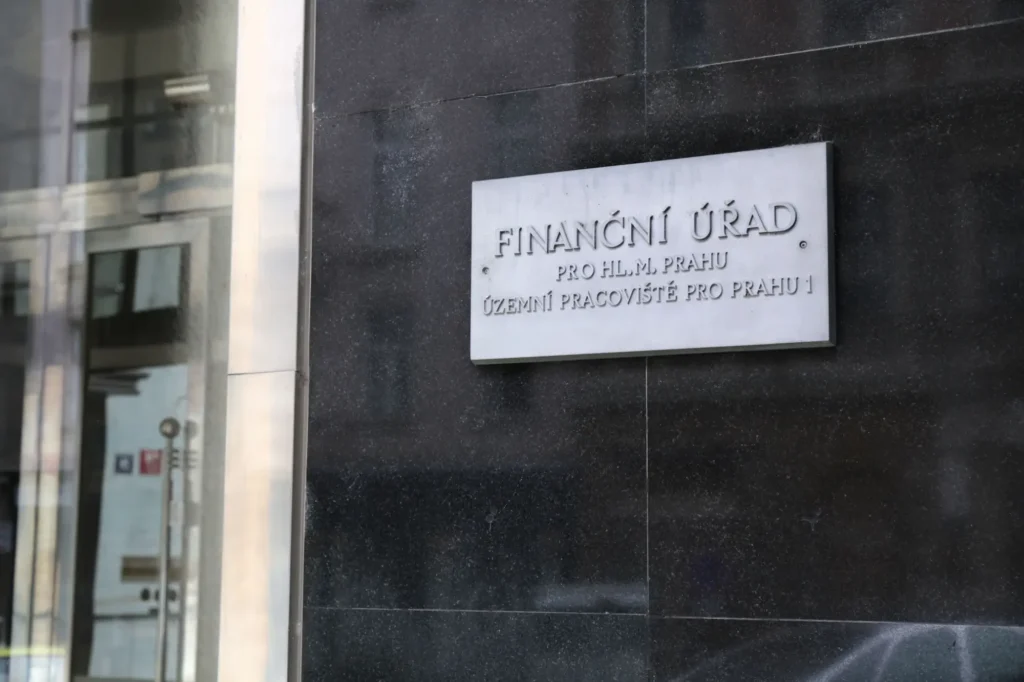 FINANČNÍ ÚŘAD
PRO HL.M. PRAHU
ÚZEMNÍ PRACOVIŠTĚ PRO PRAHU 1